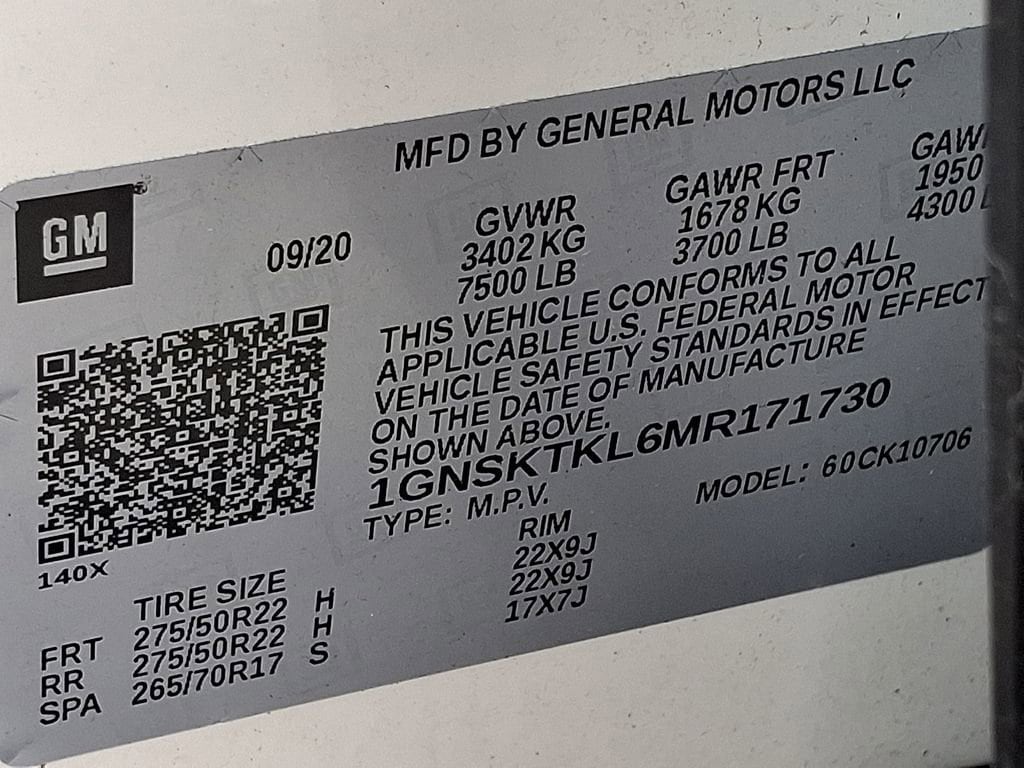 MFD BY GENERAL MOTORS LLC
GM
09/20
GVWR
3402 KG
7500 LB
GAWR FRT
1678 KG
3700 LB
GAW
1950
4300 L
THIS VEHICLE CONFORMS TO ALL
APPLICABLE U.S. FEDERAL MOTOR
VEHICLE SAFETY STANDARDS IN EFFECT
ON THE DATE OF MANUFACTURE
SHOWN ABOVE.
1GNSKTKL6MR171730
TYPE: M.P.V.
MODEL: 60CK10706
140X
TIRE SIZE RIM
FRT 275/50R22 H 22X9J
RR 275/50R22 H 22X9J
SPA 265/70R17 S 17X7J